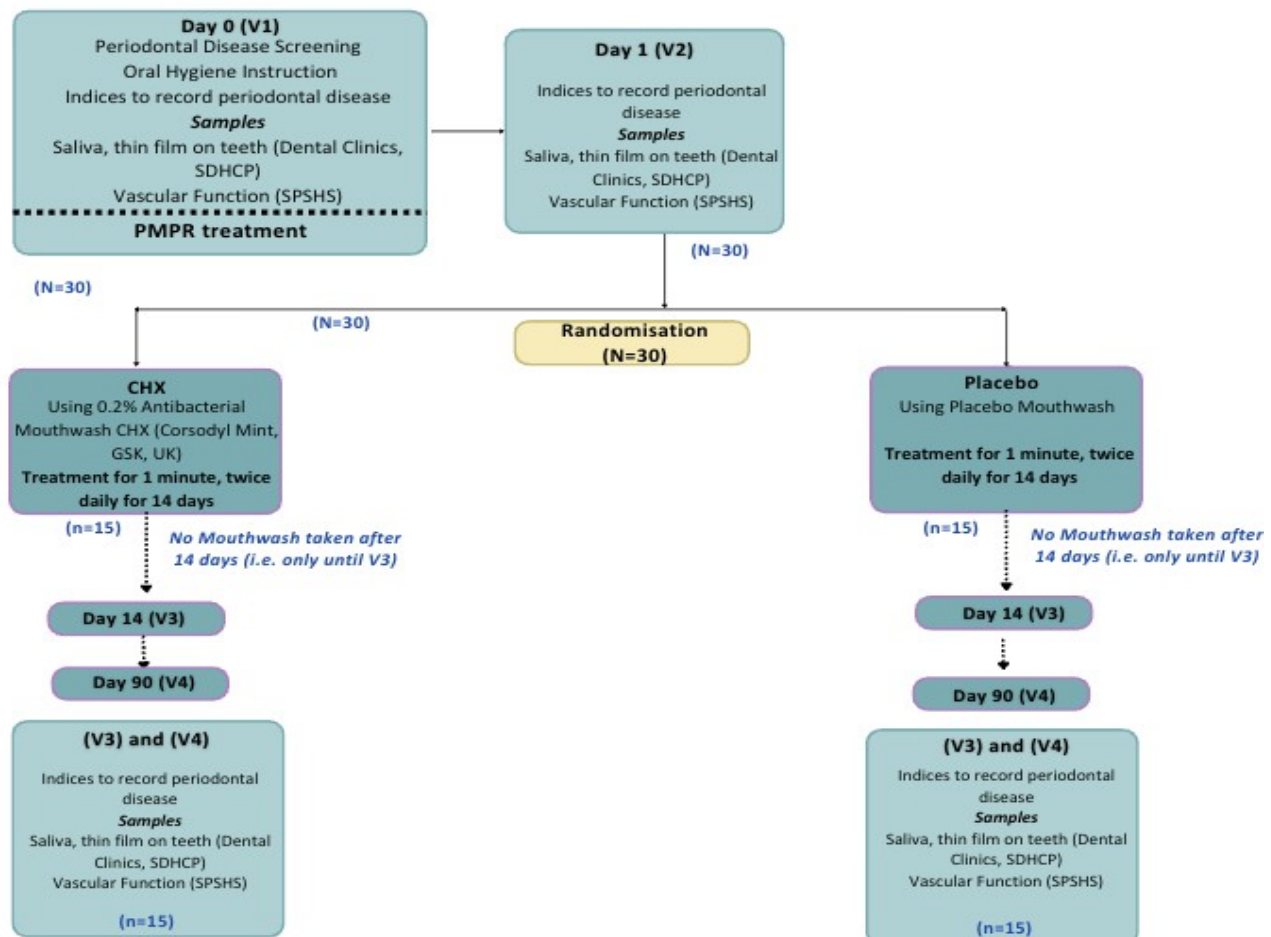 Day 0 (V1)
Periodontal Disease Screening
Oral Hygiene Instruction
Indices to record periodontal disease
Samples
Saliva, thin film on teeth (Dental Clinics,
SDHCP)
Vascular Function (SPSHS)
PMPR treatment
(N=30)
Day 1 (V2)
Indices to record periodontal
disease
Samples
Saliva, thin film on teeth (Dental
Clinics, SDHCP)
Vascular Function (SPSHS)
(N=30)
(N=30)
Randomisation
(N=30)
CHX
Using 0.2% Antibacterial
Mouthwash CHX (Corsodyl Mint,
GSK, UK)
Treatment for 1 minute, twice
daily for 14 days
(n=15)
No Mouthwash taken after
14 days (i.e. only until V3)
Day 14 (V3)
Day 90 (V4)
(V3) and (V4)
Indices to record periodontal
disease
Samples
Saliva, thin film on teeth (Dental
Clinics, SDHCP)
Vascular Function (SPSHS)
(n=15)
Placebo
Using Placebo Mouthwash
Treatment for 1 minute, twice
daily for 14 days
(n=15)
No Mouthwash taken after
14 days (i.e. only until V3)
Day 14 (V3)
Day 90 (V4)
(V3) and (V4)
Indices to record periodontal
disease
Samples
Saliva, thin film on teeth (Dental
Clinics, SDHCP)
Vascular Function (SPSHS)
(n=15)